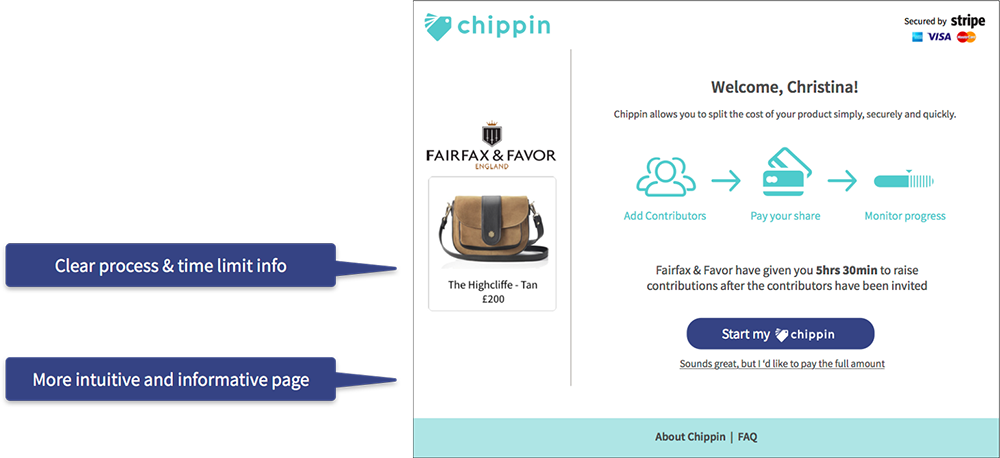 chippin
Secured by stripe
VISA
Welcome, Christina!
Chippin allows you to split the cost of your product simply, securely and quickly.
FAIRFAX & FAVOR
ENGLAND
Add Contributors
Pay your share
Monitor progress
Clear process & time limit info
Fairfax & Favor have given you 5hrs 30min to raise
contributions after the contributors have been invited
The Highcliffe - Tan
£200
Start my chippin
Sounds great, but I 'd like to pay the full amount
More intuitive and informative page
About Chippin | FAQ